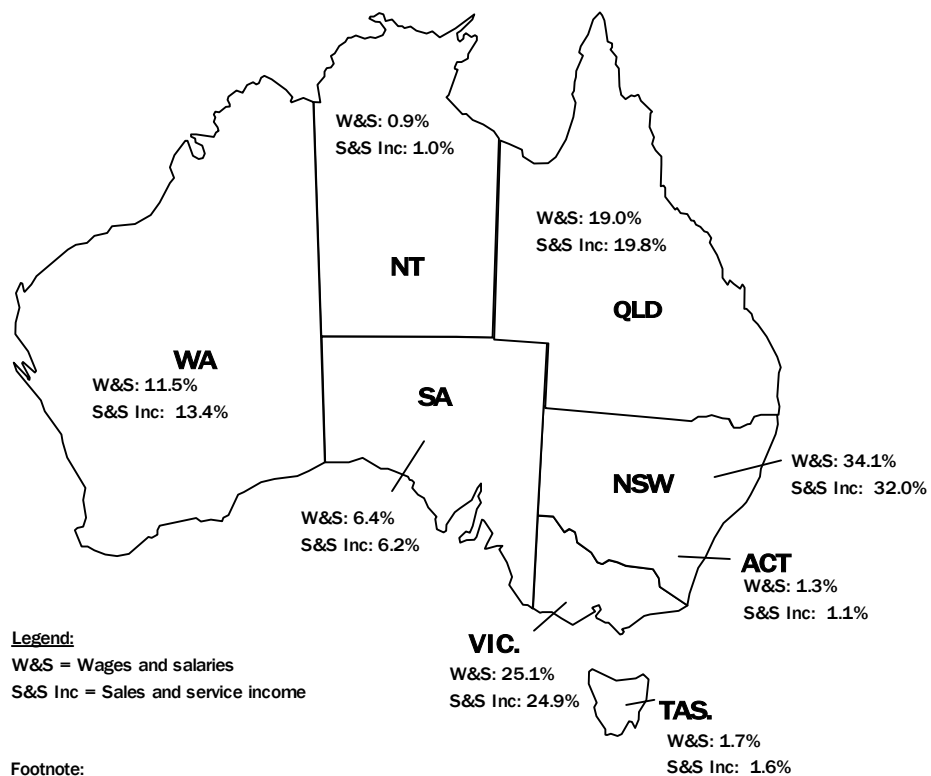 W&S: 0.9%
S&S Inc: 1.0%
NT
W&S: 19.0%
S&S Inc: 19.8%
QLD
WA
W&S: 11.5%
S&S Inc: 13.4%
SA
W&S: 6.4%
S&S Inc: 6.2%
NSW
W&S: 34.1%
S&S Inc: 32.0%
ACT
W&S: 1.3%
S&S Inc: 1.1%
VIC.
W&S: 25.1%
S&S Inc: 24.9%
TAS.
W&S: 1.7%
S&S Inc: 1.6%
Legend:
W&S = Wages and salaries
S&S Inc = Sales and service income
Footnote: